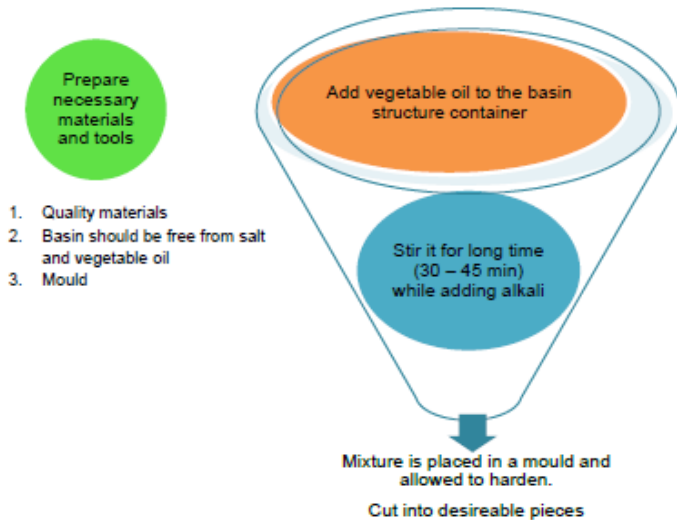 Prepare
necessary
materials
and tools
1. Quality materials
2. Basin should be free from salt
and vegetable oil
3. Mould
Add vegetable oil to the basin
structure container
Stir it for long time
(30 – 45 min)
while adding alkali
Mixture is placed in a mould and
allowed to harden.
Cut into desireable pieces